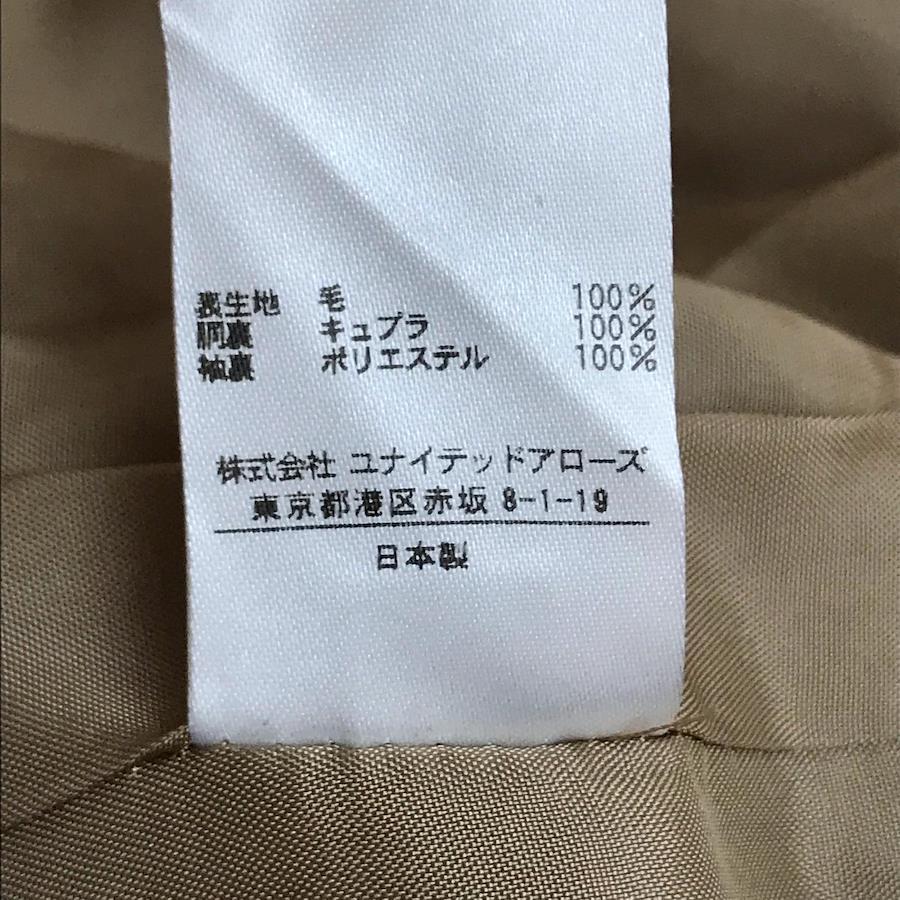 表生地 毛 100%
胴裏 キュプラ 100%
袖裏 ポリエステル 100%
株式会社 ユナイテッドアローズ
東京都港区赤坂 8-1-19
日本製